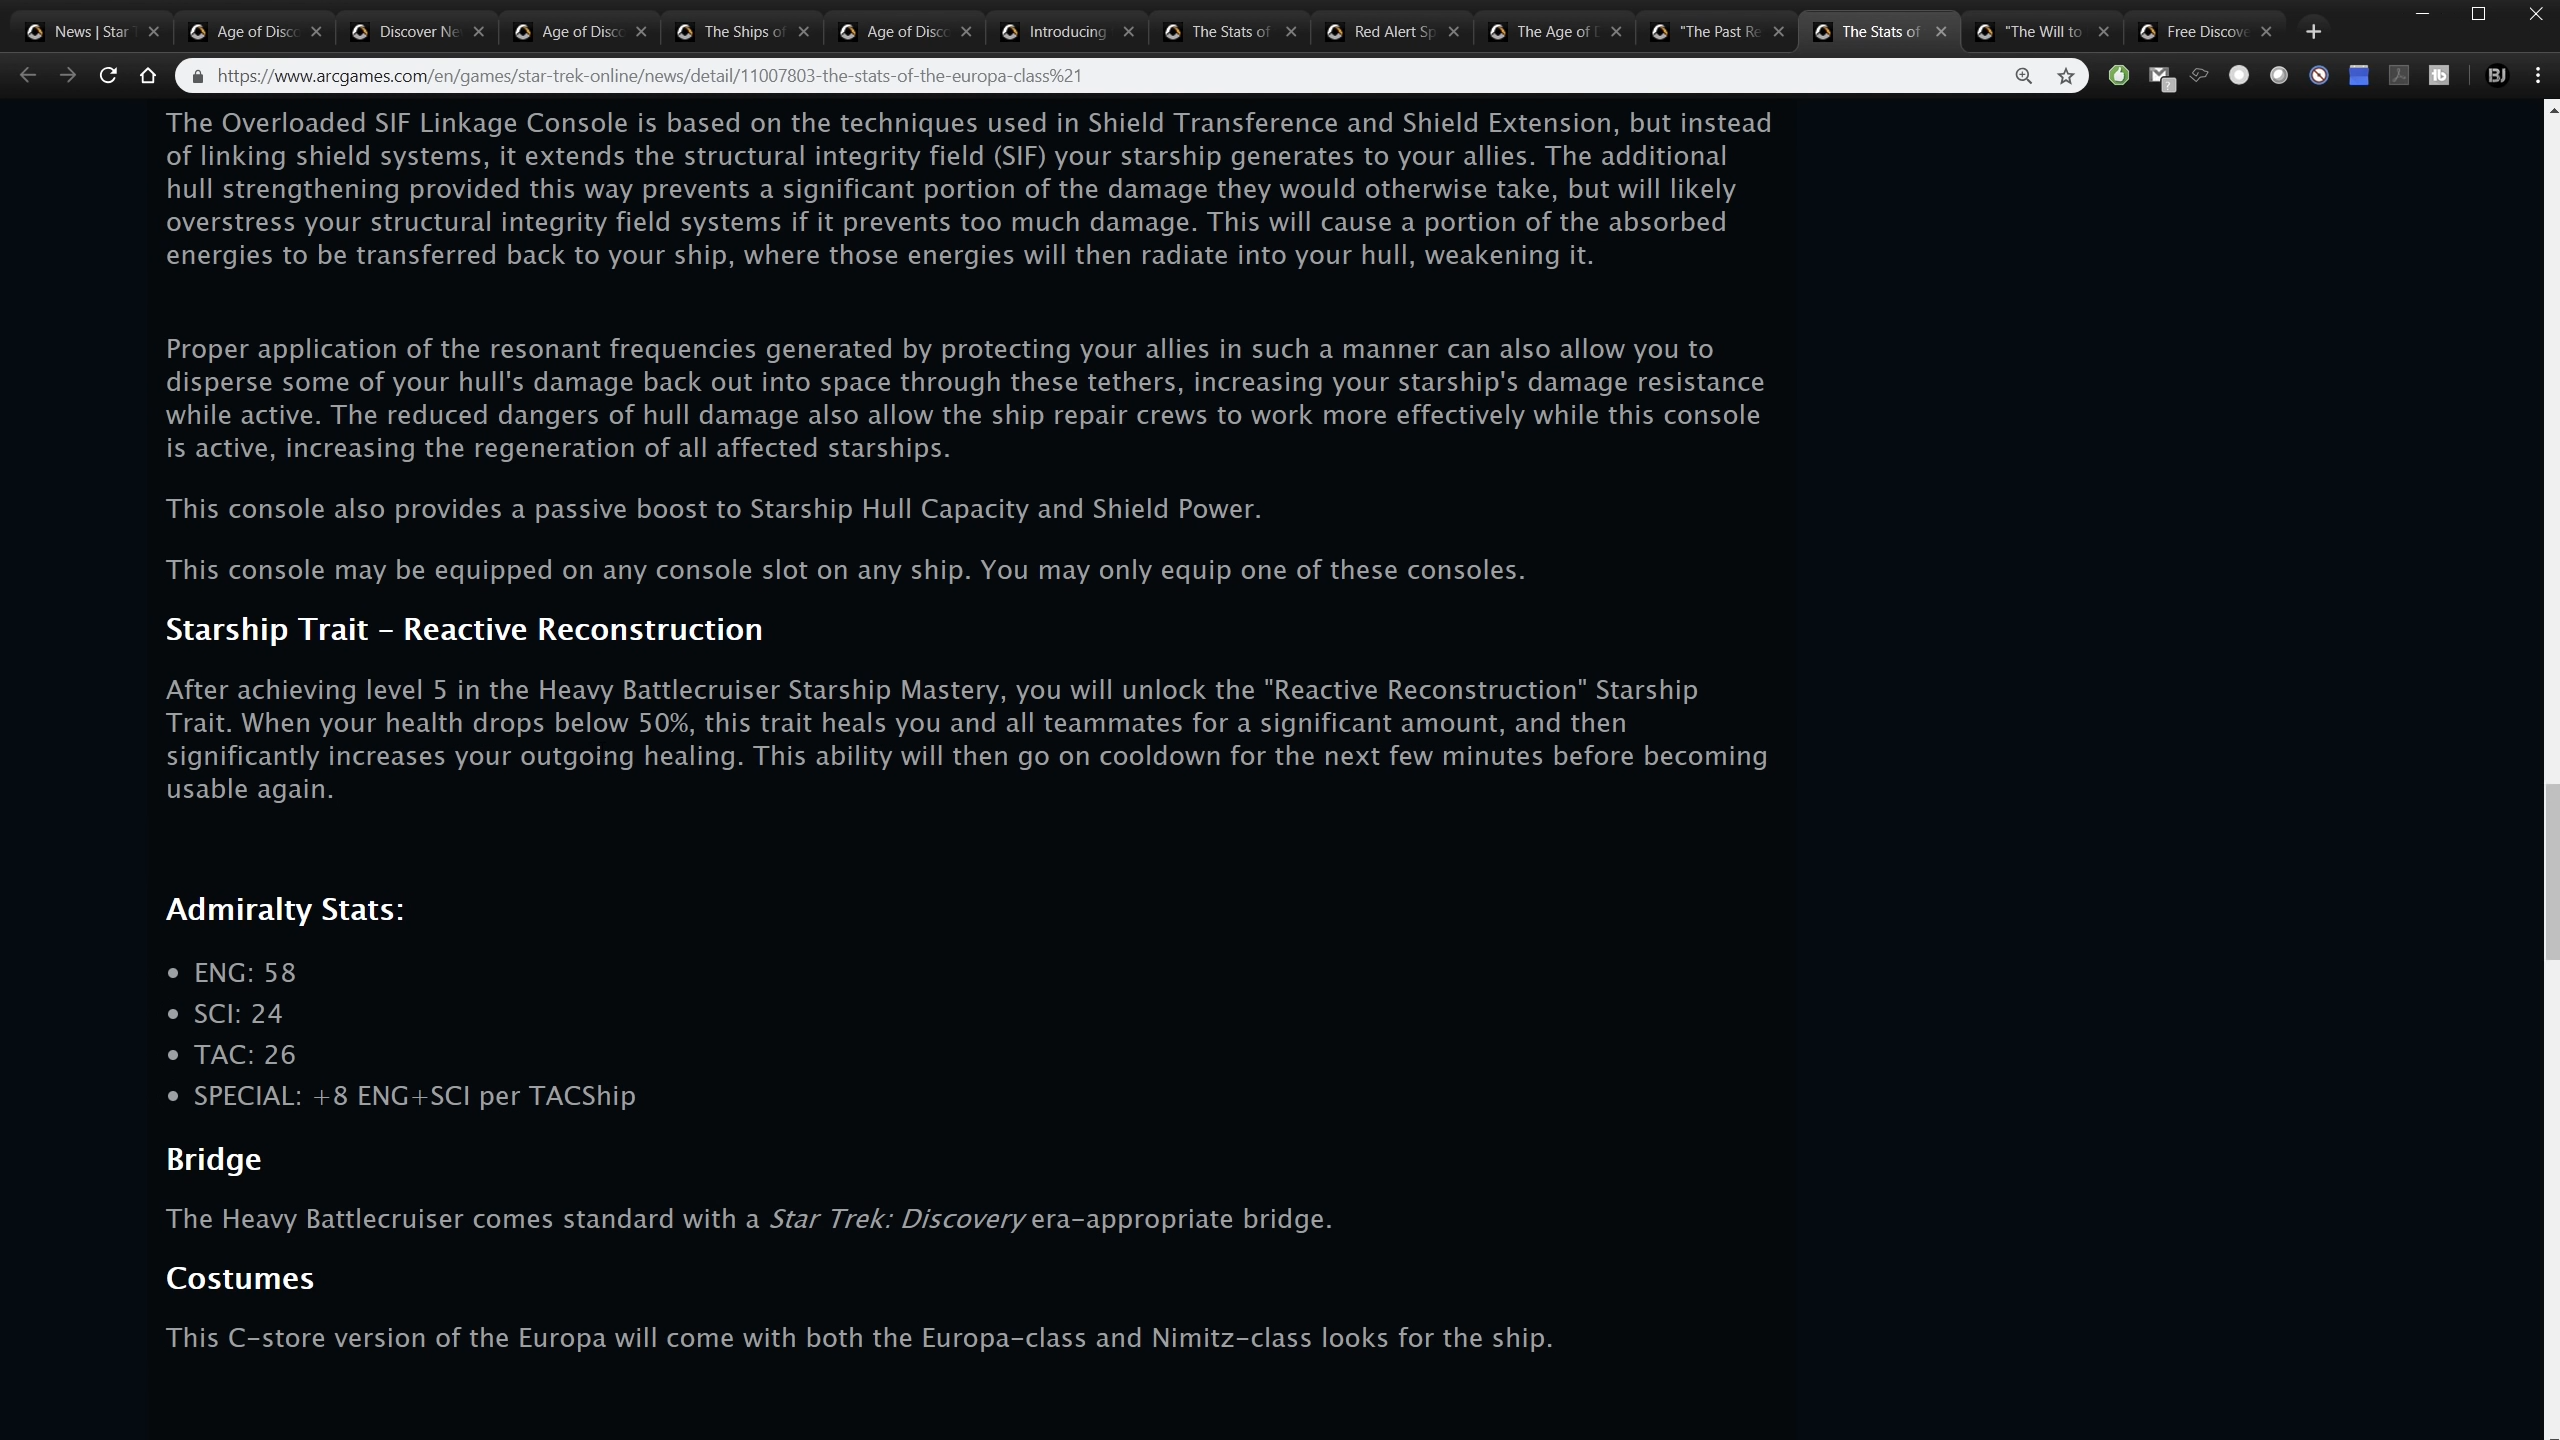 News | Star T
Age of Disco
Discover Ne
Age of Disco
The Ships of
Age of Disco
Introducing
The Stats of
Red Alert Sp
The Age of D
"The Past Re
The Stats of
"The Will to
Free Discove
https://www.arcgames.com/en/games/star-trek-online/news/detail/11007803-the-stats-of-the-europa-class%21
BJ
The Overloaded SIF Linkage Console is based on the techniques used in Shield Transference and Shield Extension, but instead
of linking shield systems, it extends the structural integrity field (SIF) your starship generates to your allies. The additional
hull strengthening provided this way prevents a significant portion of the damage they would otherwise take, but will likely
overstress your structural integrity field systems if it prevents too much damage. This will cause a portion of the absorbed
energies to be transferred back to your ship, where those energies will then radiate into your hull, weakening it.
Proper application of the resonant frequencies generated by protecting your allies in such a manner can also allow you to
disperse some of your hull's damage back out into space through these tethers, increasing your starship's damage resistance
while active. The reduced dangers of hull damage also allow the ship repair crews to work more effectively while this console
is active, increasing the regeneration of all affected starships.
This console also provides a passive boost to Starship Hull Capacity and Shield Power.
This console may be equipped on any console slot on any ship. You may only equip one of these consoles.
Starship Trait – Reactive Reconstruction
After achieving level 5 in the Heavy Battlecruiser Starship Mastery, you will unlock the "Reactive Reconstruction" Starship
Trait. When your health drops below 50%, this trait heals you and all teammates for a significant amount, and then
significantly increases your outgoing healing. This ability will then go on cooldown for the next few minutes before becoming
usable again.
Admiralty Stats:
• ENG: 58
• SCI: 24
• TAC: 26
• SPECIAL: +8 ENG+SCI per TACShip
Bridge
The Heavy Battlecruiser comes standard with a Star Trek: Discovery era-appropriate bridge.
Costumes
This C-store version of the Europa will come with both the Europa-class and Nimitz-class looks for the ship.